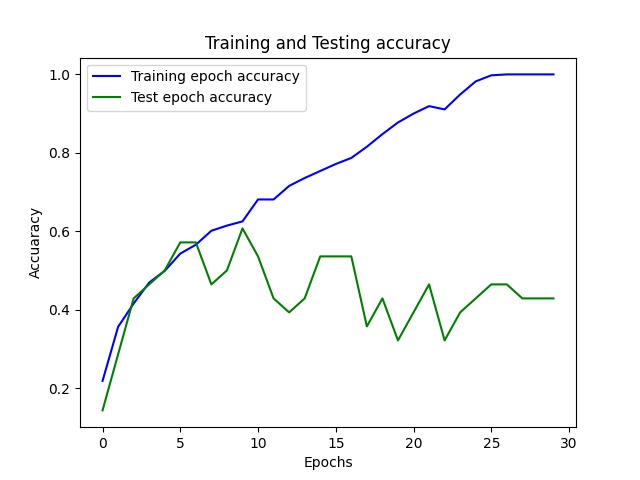 Training and Testing accuracy
Training epoch accuracy
Test epoch accuracy
Accuaracy
1.0
0.8
0.6
0.4
0.2
0 5 10 15 20 25 30
Epochs